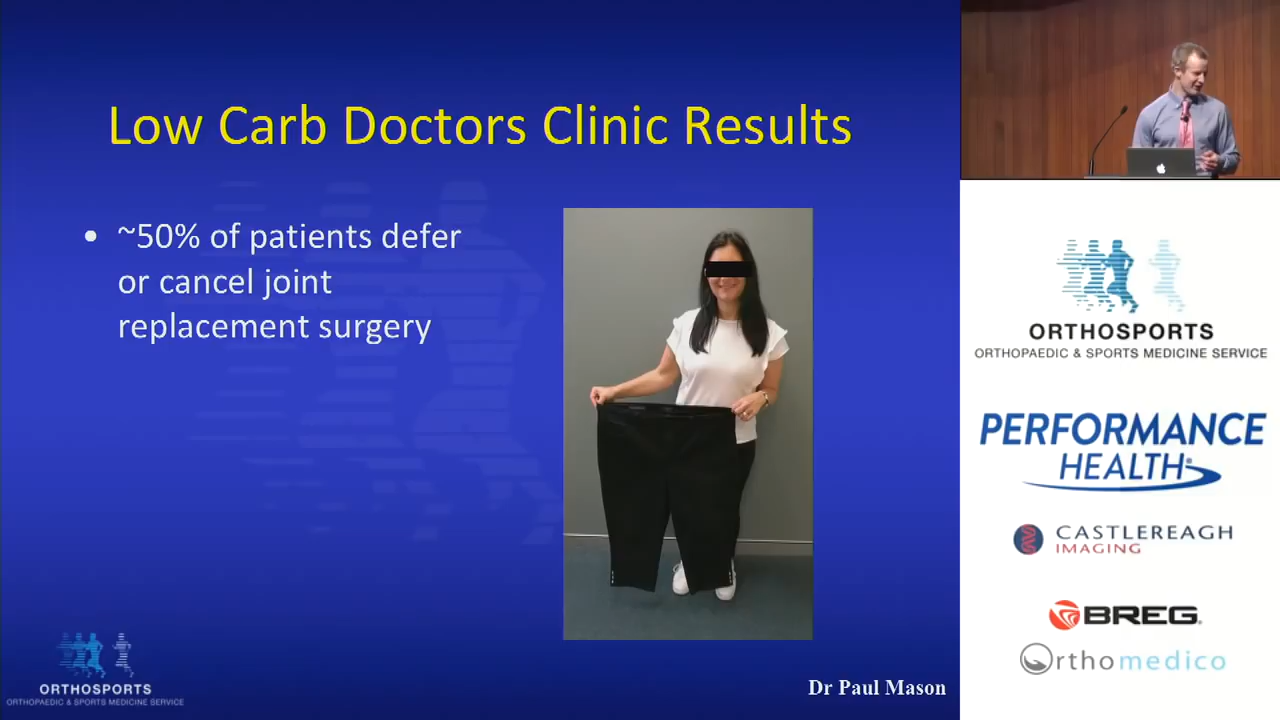 Low Carb Doctors Clinic Results
• ~50% of patients defer
or cancel joint
replacement surgery
ORTHOSPORTS
ORTHOPAEDIC & SPORTS MEDICINE SERVICE
Dr Paul Mason
ORTHOSPORTS
ORTHOPAEDIC & SPORTS MEDICINE SERVICE
PERFORMANCE
HEALTH®
CASTLEREAGH
IMAGING
BREG®
Orthomedico